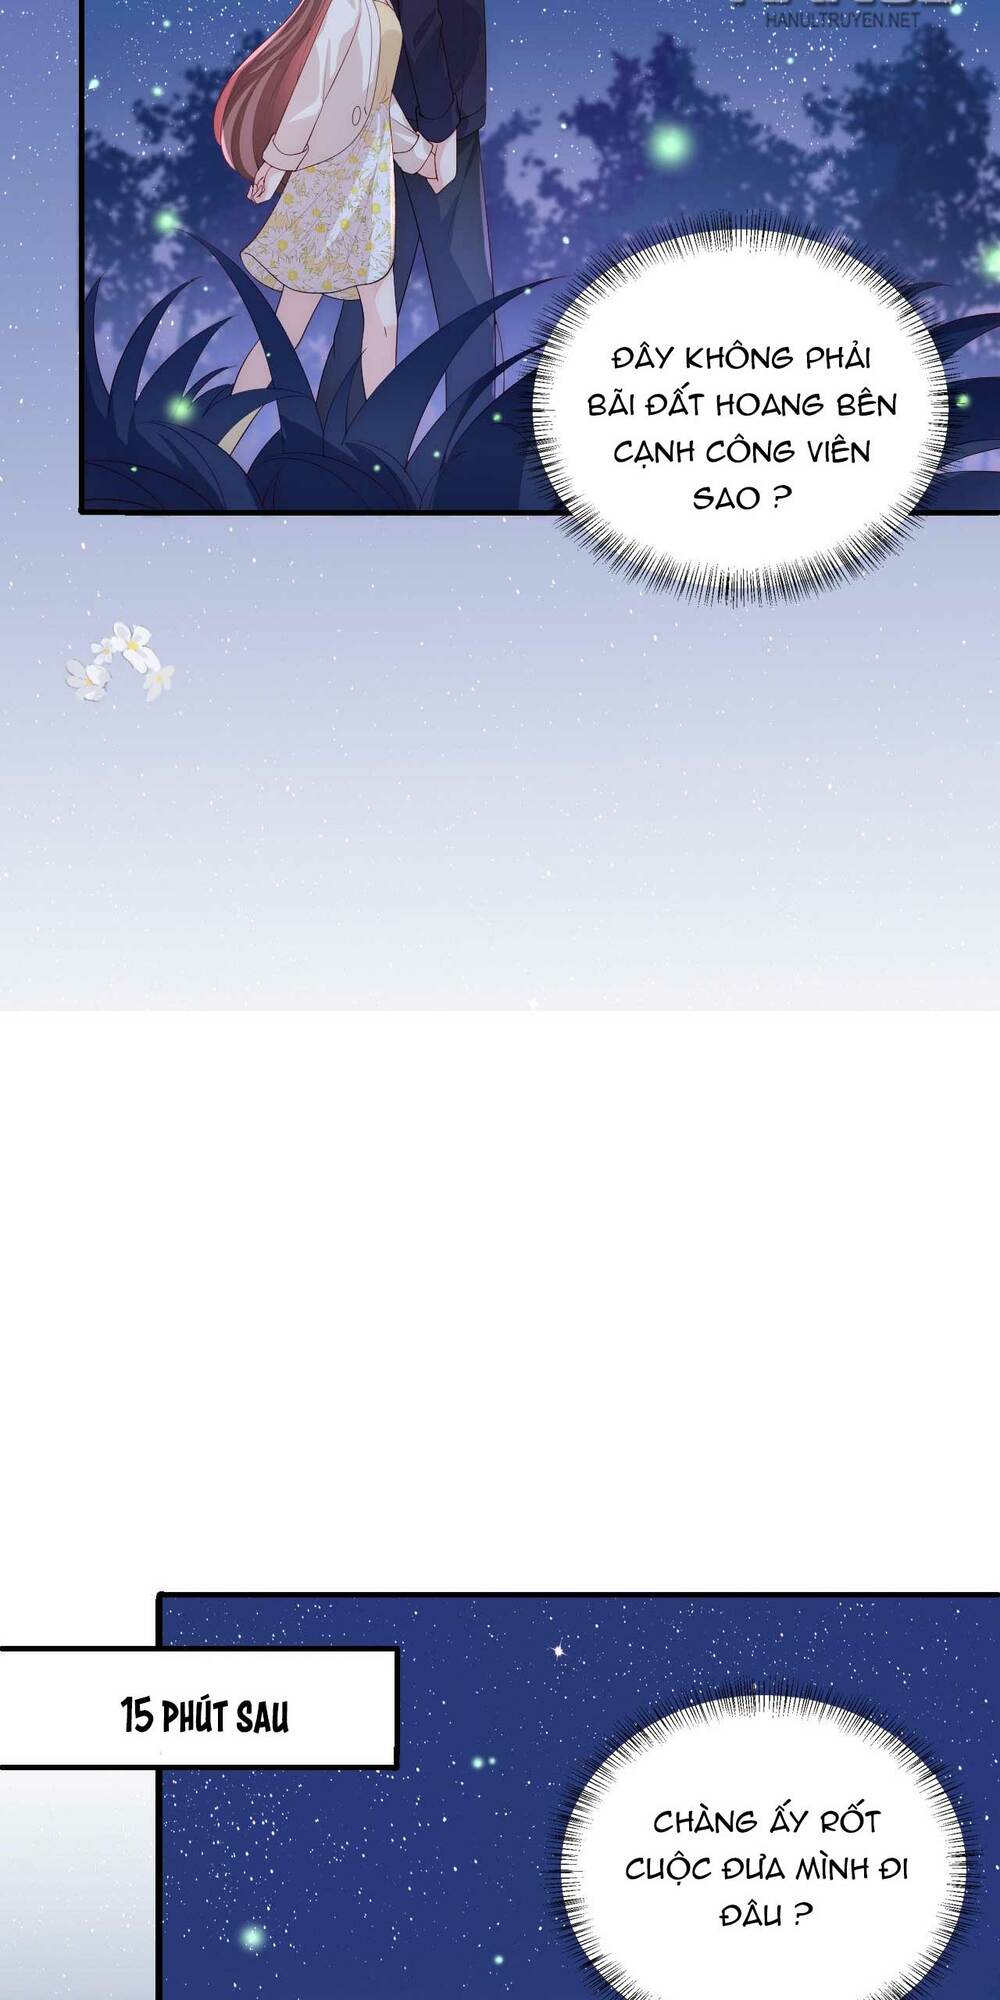 HANULTRUYEN.NET
ĐÂY KHÔNG PHẢI
BÃI ĐẤT HOANG BÊN
CẠNH CÔNG VIÊN
SAO ?
15 PHÚT SAU
CHÀNG ẤY RỐT
CUỘC ĐƯA MÌNH ĐI
ĐÂU ?